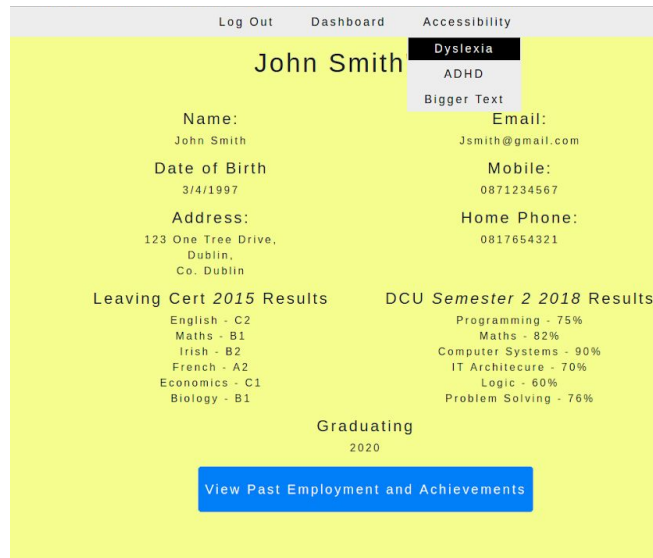 Log Out Dashboard Accessibility
Dyslexia
ADHD
Bigger Text
John Smith
Name:
John Smith
Email:
Jsmith@gmail.com
Date of Birth
3/4/1997
Mobile:
0871234567
Address:
123 One Tree Drive,
Dublin,
Co. Dublin
Home Phone:
0817654321
Leaving Cert 2015 Results
English - C2
Maths - B1
Irish - B2
French - A2
Economics - C1
Biology - B1
DCU Semester 2 2018 Results
Programming - 75%
Maths - 82%
Computer Systems - 90%
IT Architecure - 70%
Logic - 60%
Problem Solving - 76%
Graduating
2020
View Past Employment and Achievements